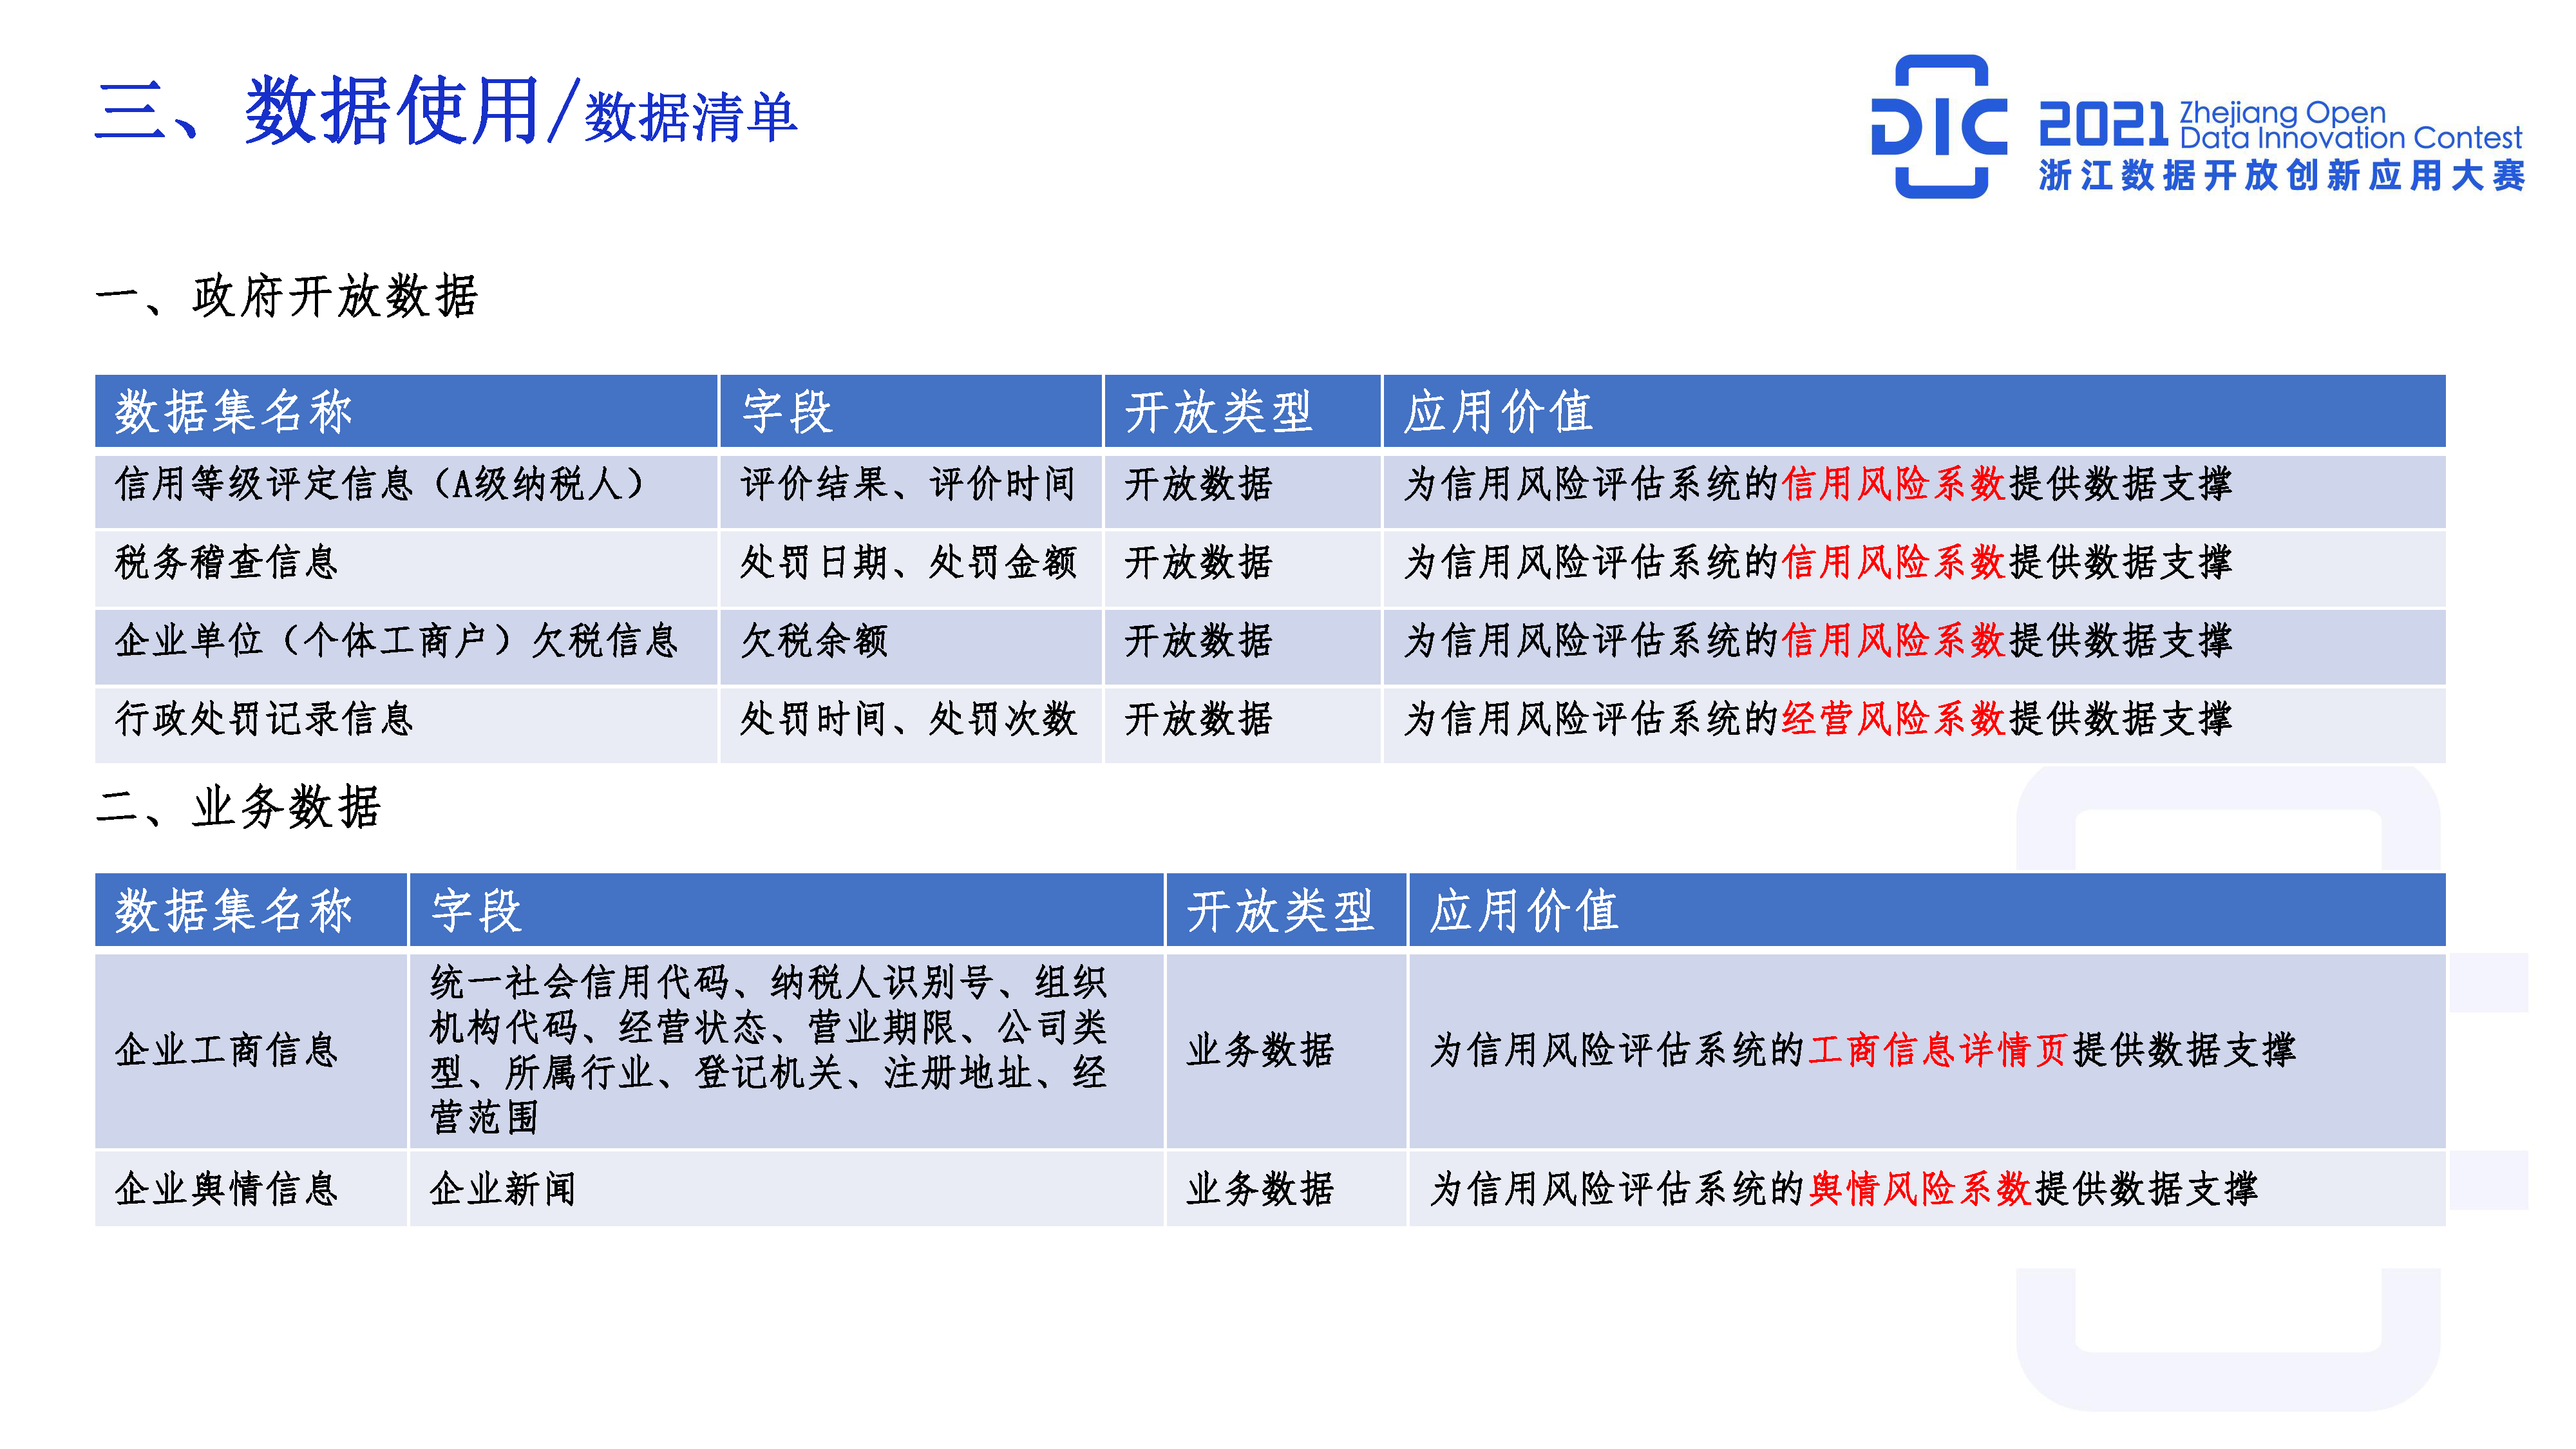 三、数据使用/数据清单
DIC 2021 Zhejiang Open
Data Innovation Contest
浙江数据开放创新应用大赛
一、政府开放数据
数据集名称 字段 开放类型 应用价值
信用等级评定信息（A级纳税人） 评价结果、评价时间 开放数据 为信用风险评估系统的信用风险系数提供数据支撑
税务稽查信息 处罚日期、处罚金额 开放数据 为信用风险评估系统的信用风险系数提供数据支撑
企业单位（个体工商户）欠税信息 欠税余额 开放数据 为信用风险评估系统的信用风险系数提供数据支撑
行政处罚记录信息 处罚时间、处罚次数 开放数据 为信用风险评估系统的经营风险系数提供数据支撑
二、业务数据
数据集名称 字段 开放类型 应用价值
企业工商信息
统一社会信用代码、纳税人识别号、组织
机构代码、经营状态、营业期限、公司类
型、所属行业、登记机关、注册地址、经
营范围
业务数据 为信用风险评估系统的工商信息详情页提供数据支撑
企业舆情信息 企业新闻 业务数据 为信用风险评估系统的舆情风险系数提供数据支撑